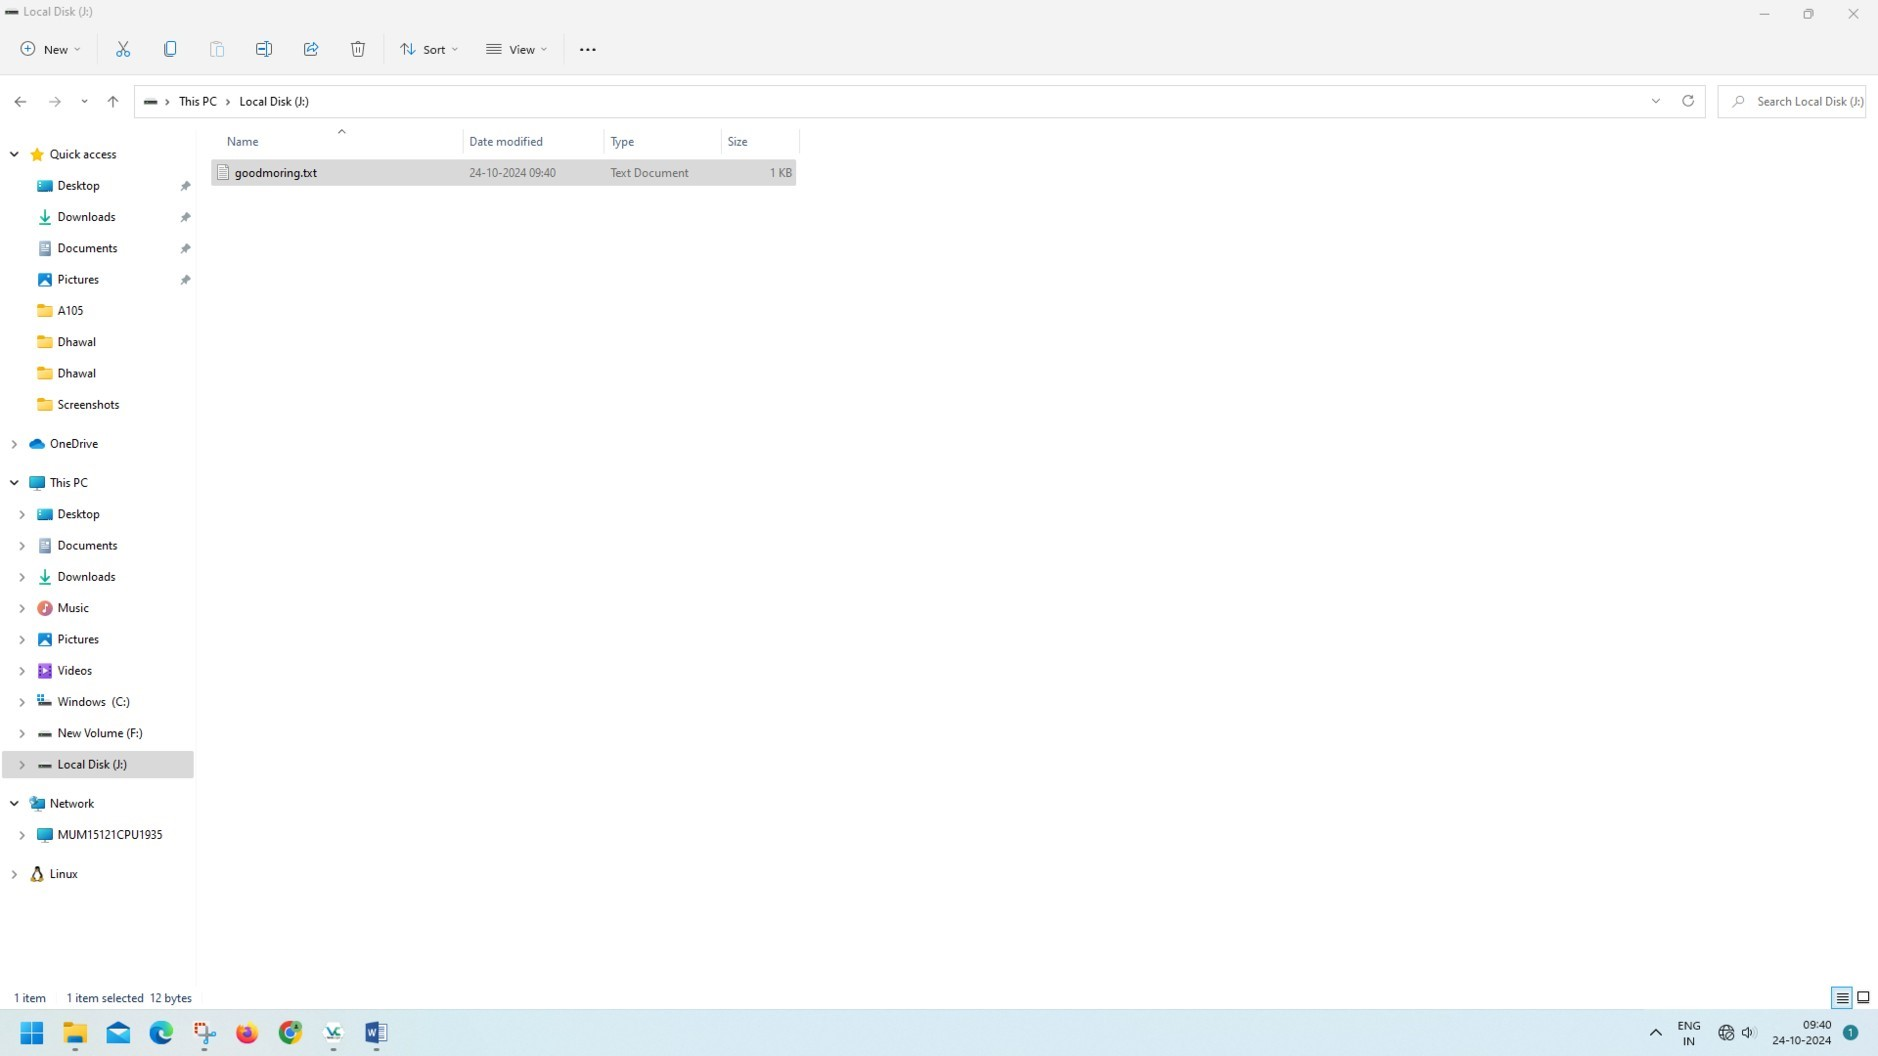 Local Disk (J:)
New Sort View
This PC Local Disk (J:) Search Local Disk (J:)
Name Date modified Type Size
goodmoring.txt 24-10-2024 09:40 Text Document 1 KB
Quick access
Desktop
Downloads
Documents
Pictures
A105
Dhawal
Dhawal
Screenshots
OneDrive
This PC
Desktop
Documents
Downloads
Music
Pictures
Videos
Windows (C:)
New Volume (F:)
Local Disk (J:)
Network
MUM15121CPU1935
Linux
1 item 1 item selected 12 bytes
ENG 09:40
IN 24-10-2024 1